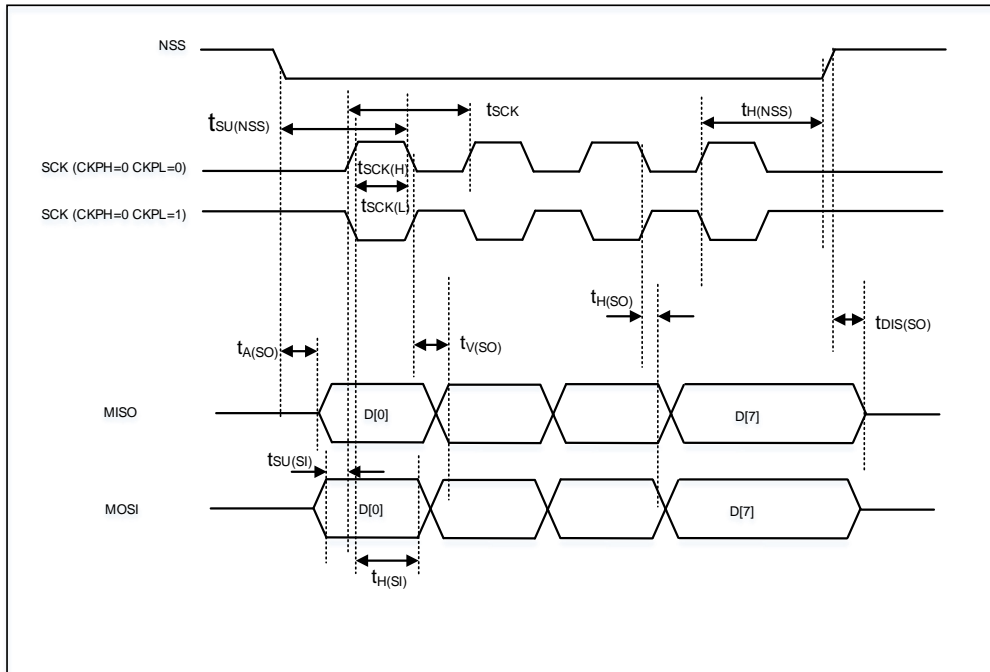 NSS
tSCK
tH(NSS)
tSU(NSS)
SCK (CKPH=0 CKPL=0)
tSCK(H)
tSCK(L)
SCK (CKPH=0 CKPL=1)
tH(SO)
tDIS(SO)
tV(SO)
tA(SO)
MISO
D[0]
D[7]
tSU(SI)
MOSI
D[0]
D[7]
tH(SI)